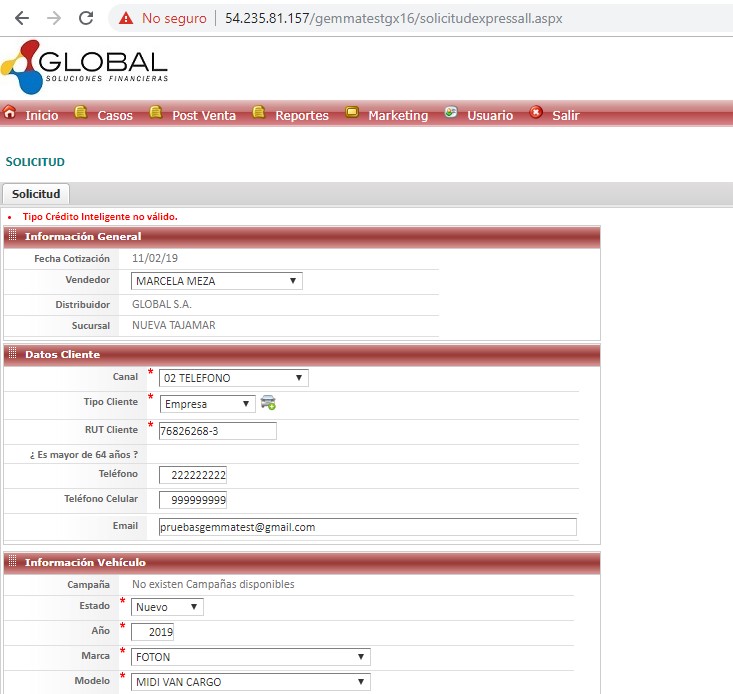 No seguro | 54.235.81.157/gemmatestgx16/solicitudexpressall.aspx
GLOBAL
SOLUCIONES FINANCIERAS
Inicio Casos Post Venta Reportes Marketing Usuario Salir
SOLICITUD
Solicitud
• Tipo Crédito Inteligente no válido.
Información General
Fecha Cotización 11/02/19
Vendedor MARCELA MEZA
Distribuidor GLOBAL S.A.
Sucursal NUEVA TAJAMAR
Datos Cliente
Canal * 02 TELEFONO
Tipo Cliente * Empresa
RUT Cliente * 76826268-3
¿ Es mayor de 64 años ?
Teléfono 222222222
Teléfono Celular 999999999
Email pruebasgemmatest@gmail.com
Información Vehículo
Campaña No existen Campañas disponibles
Estado * Nuevo
Año * 2019
Marca * FOTON
Modelo * MIDI VAN CARGO